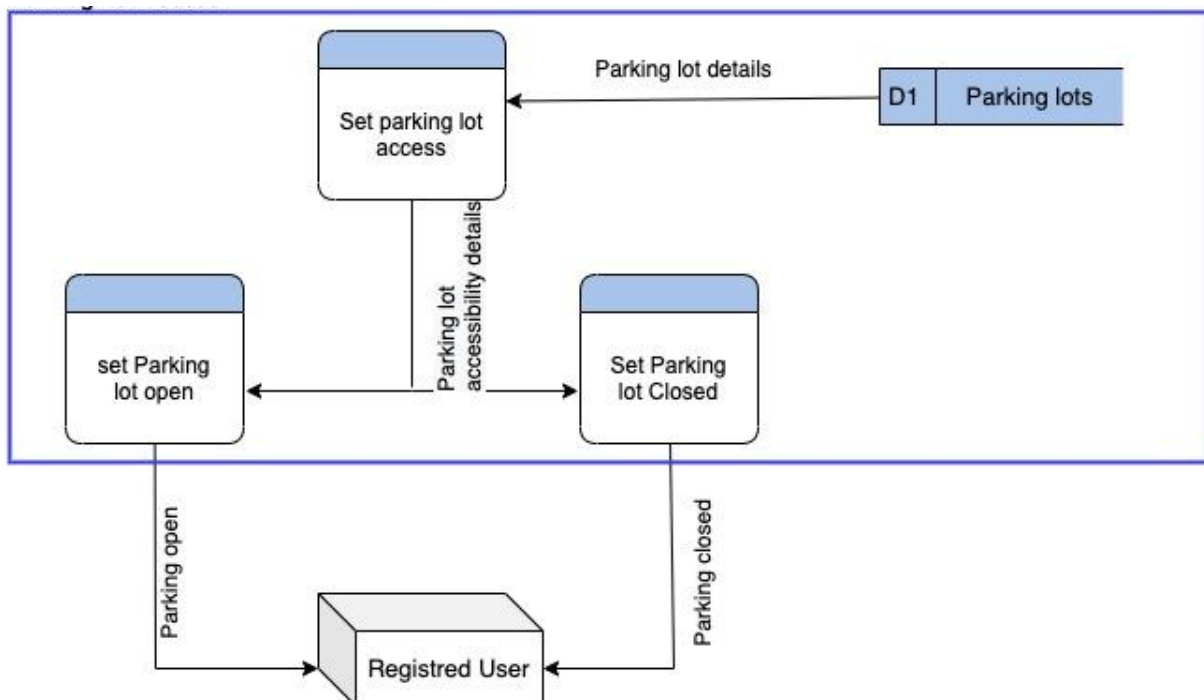 Parking lot details
D1
Parking lots
Set parking lot
access
Parking lot
accessibility details
set Parking
lot open
Set Parking
lot Closed
Parking open
Parking closed
Registred User